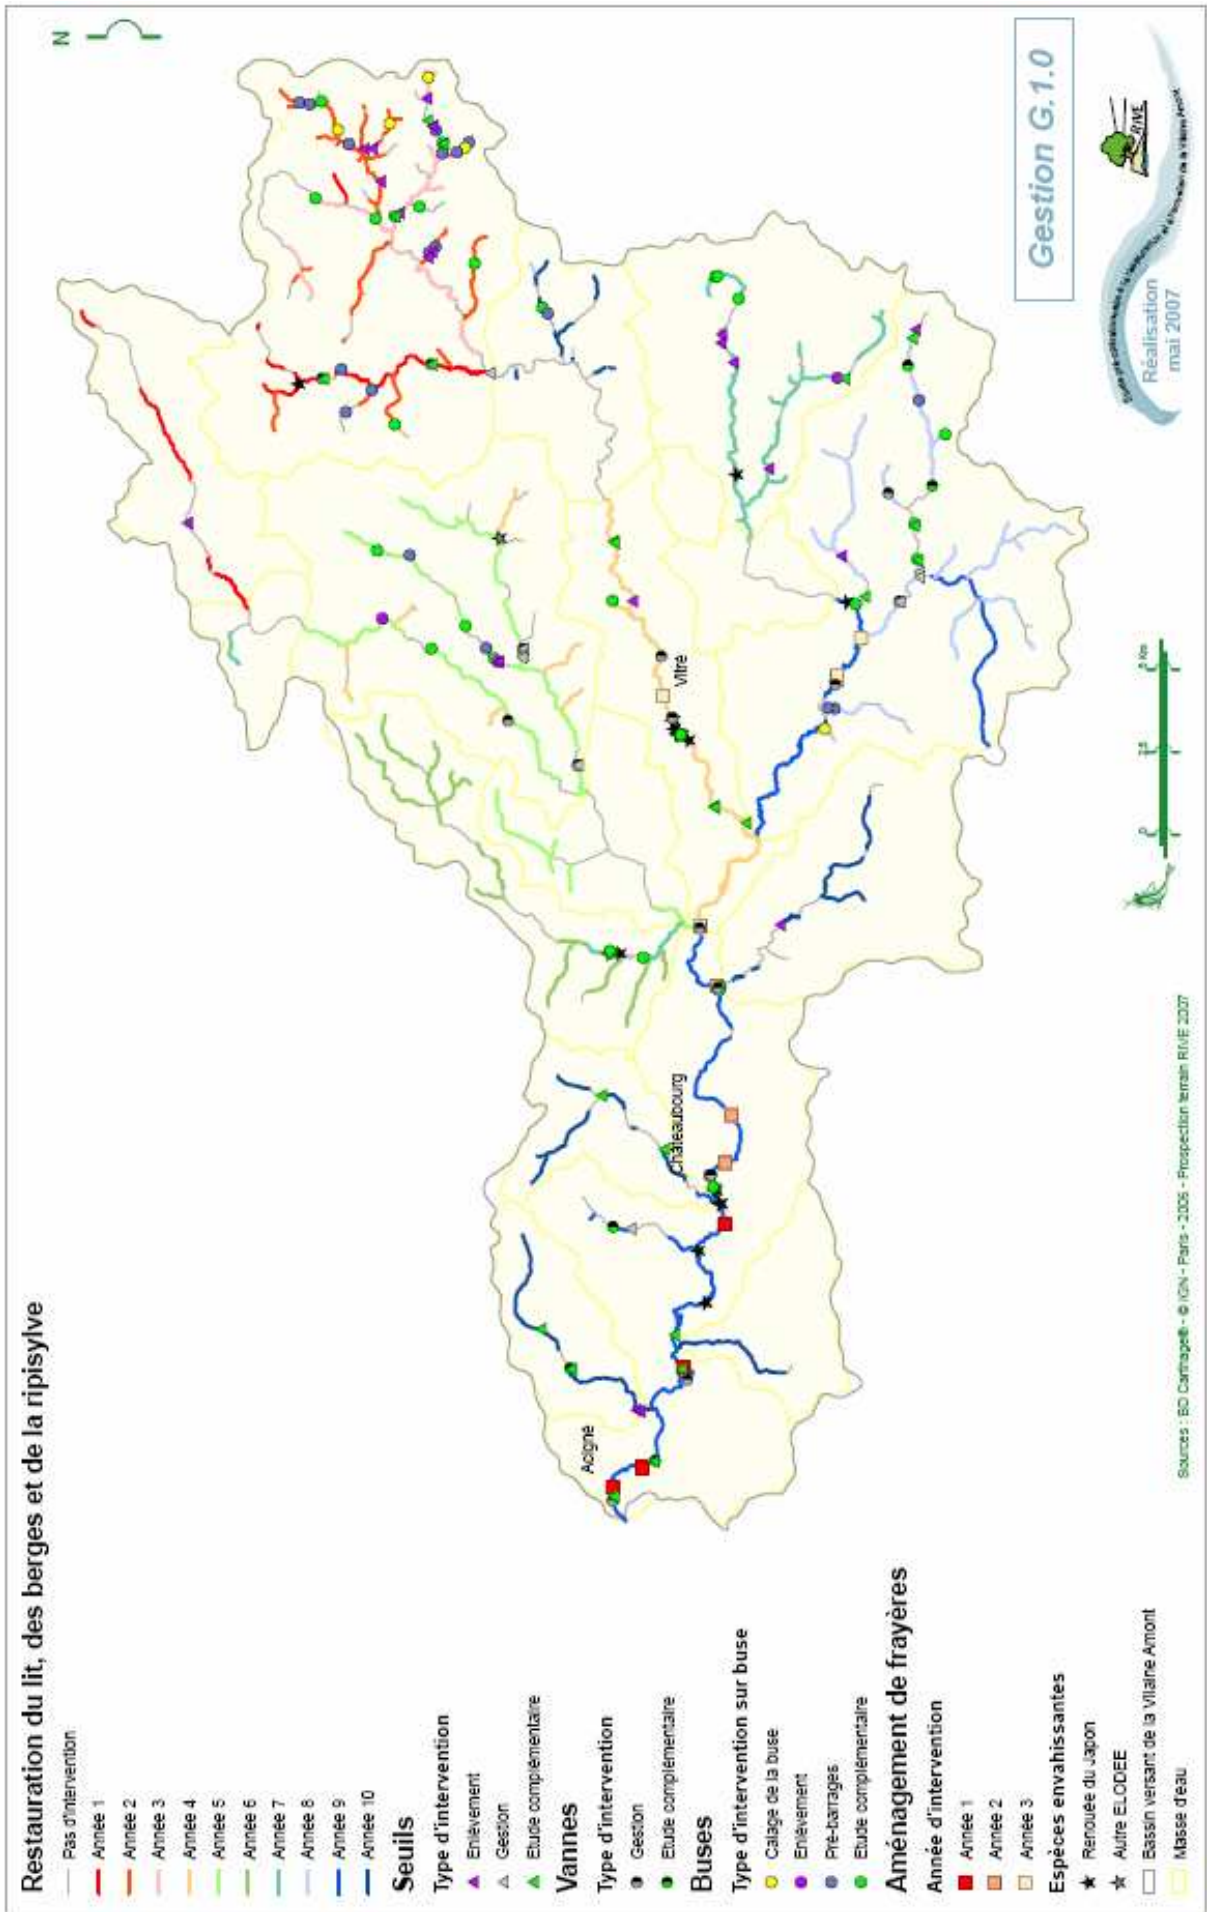 Restauration du lit, des berges et de la ripisylve
Pas d'intervention
Année 1
Année 2
Année 3
Année 4
Année 5
Année 6
Année 7
Année 8
Année 9
Année 10
Seuils
Type d'intervention
Enlèvement
Gestion
Etude complémentaire
Vannes
Type d'intervention
Gestion
Etude complémentaire
Buses
Type d'intervention sur buse
Calage de la buse
Enlèvement
Pré-barrages
Etude complémentaire
Aménagement de frayères
Année d'intervention
Année 1
Année 2
Année 3
Espèces envahissantes
Renouée du Japon
Autre ELODEE
Bassin versant de la Vilaine Amont
Masse d'eau
Acigné
Châteaubourg
Vitré
N
0
5 Km
Sources : BD Carthage® - © IGN - Paris - 2006 - Prospection terrain RIVE 2007
Gestion G.1.0
RIVE
Réalisation
mai 2007